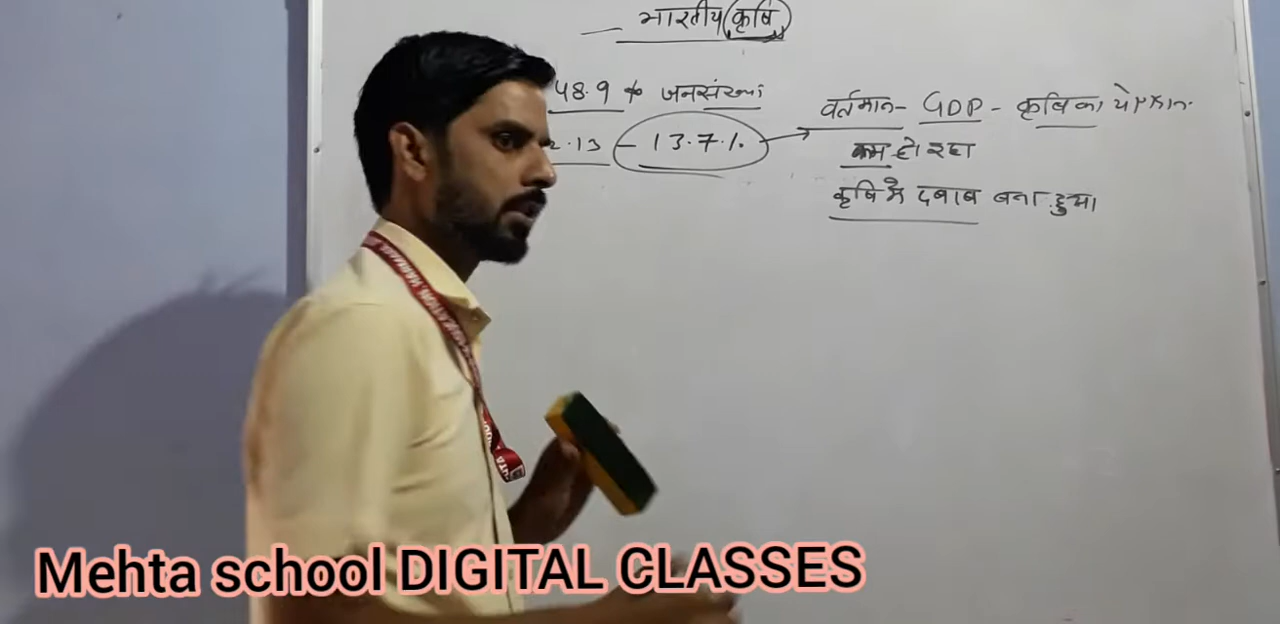 भारतीय (कृषि)
48.9 % जनसंख्या
2.13 - 13.7%
वर्तमान - GDP - कृषि का योगदान
कम हो रहा
कृषि में दबाब बना हुआ
Mehta school DIGITAL CLASSES